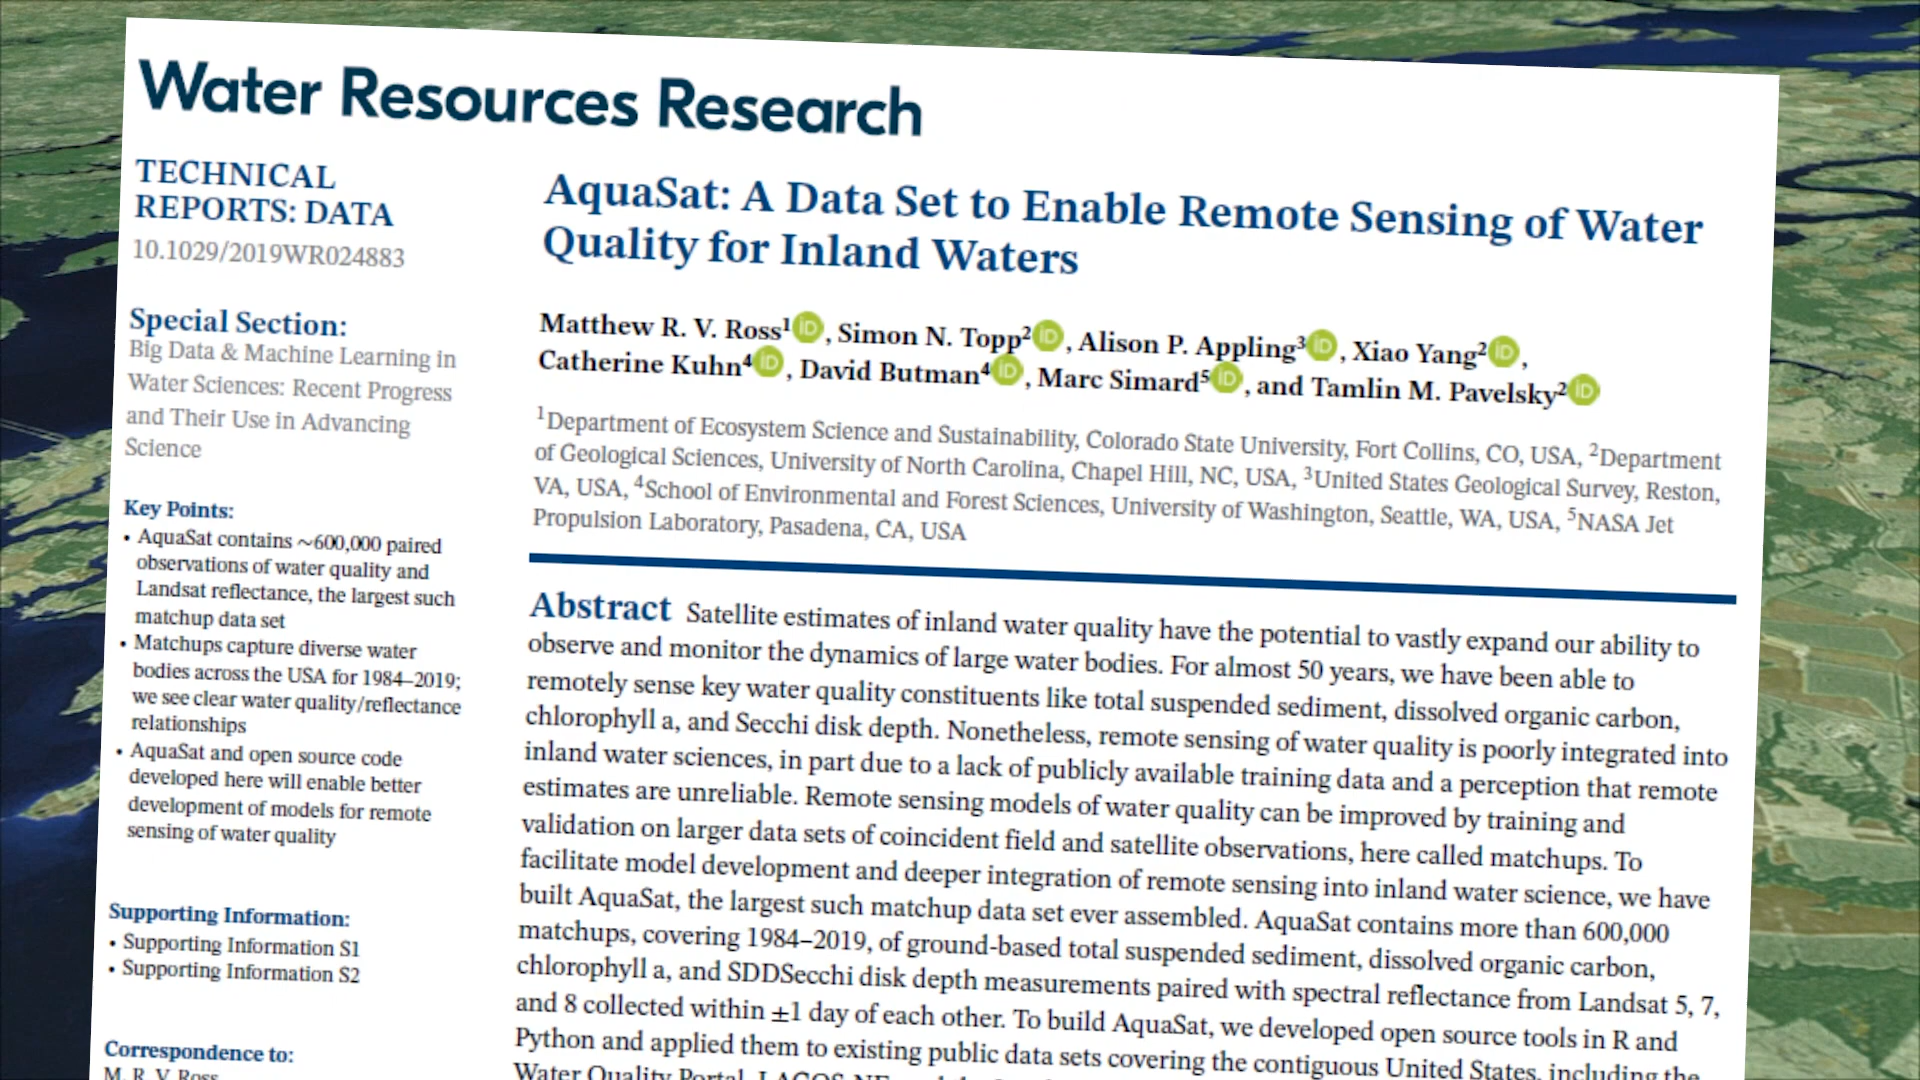 Water Resources Research
TECHNICAL
REPORTS: DATA
10.1029/2019WR024883
Special Section:
Big Data & Machine Learning in
Water Sciences: Recent Progress
and Their Use in Advancing
Science
Key Points:
• AquaSat contains ~600,000 paired
observations of water quality and
Landsat reflectance, the largest such
matchup data set
• Matchups capture diverse water
bodies across the USA for 1984–2019;
we see clear water quality/reflectance
relationships
• AquaSat and open source code
developed here will enable better
development of models for remote
sensing of water quality
Supporting Information:
• Supporting Information S1
• Supporting Information S2
Correspondence to:
M. R. V. Ross
AquaSat: A Data Set to Enable Remote Sensing of Water
Quality for Inland Waters
Matthew R. V. Ross1 iD, Simon N. Topp2 iD, Alison P. Appling3 iD, Xiao Yang2 iD,
Catherine Kuhn4 iD, David Butman4 iD, Marc Simard5 iD, and Tamlin M. Pavelsky2 iD
1Department of Ecosystem Science and Sustainability, Colorado State University, Fort Collins, CO, USA, 2Department
of Geological Sciences, University of North Carolina, Chapel Hill, NC, USA, 3United States Geological Survey, Reston,
VA, USA, 4School of Environmental and Forest Sciences, University of Washington, Seattle, WA, USA, 5NASA Jet
Propulsion Laboratory, Pasadena, CA, USA
Abstract Satellite estimates of inland water quality have the potential to vastly expand our ability to
observe and monitor the dynamics of large water bodies. For almost 50 years, we have been able to
remotely sense key water quality constituents like total suspended sediment, dissolved organic carbon,
chlorophyll a, and Secchi disk depth. Nonetheless, remote sensing of water quality is poorly integrated into
inland water sciences, in part due to a lack of publicly available training data and a perception that remote
estimates are unreliable. Remote sensing models of water quality can be improved by training and
validation on larger data sets of coincident field and satellite observations, here called matchups. To
facilitate model development and deeper integration of remote sensing into inland water science, we have
built AquaSat, the largest such matchup data set ever assembled. AquaSat contains more than 600,000
matchups, covering 1984–2019, of ground-based total suspended sediment, dissolved organic carbon,
chlorophyll a, and SDDSecchi disk depth measurements paired with spectral reflectance from Landsat 5, 7,
and 8 collected within ±1 day of each other. To build AquaSat, we developed open source tools in R and
Python and applied them to existing public data sets covering the contiguous United States, including the
Water Quality Portal, LAGOS-NE